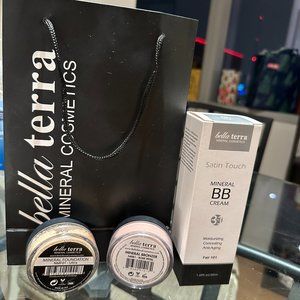 bella terra
MINERAL COSMETICS
bella terra
MINERAL FOUNDATION
bella terra
MINERAL BRONZER
bella terra
MINERAL COSMETICS
Satin Touch
MINERAL
BB
CREAM
Moisturizing
Concealing
Anti-Aging
Fair 101